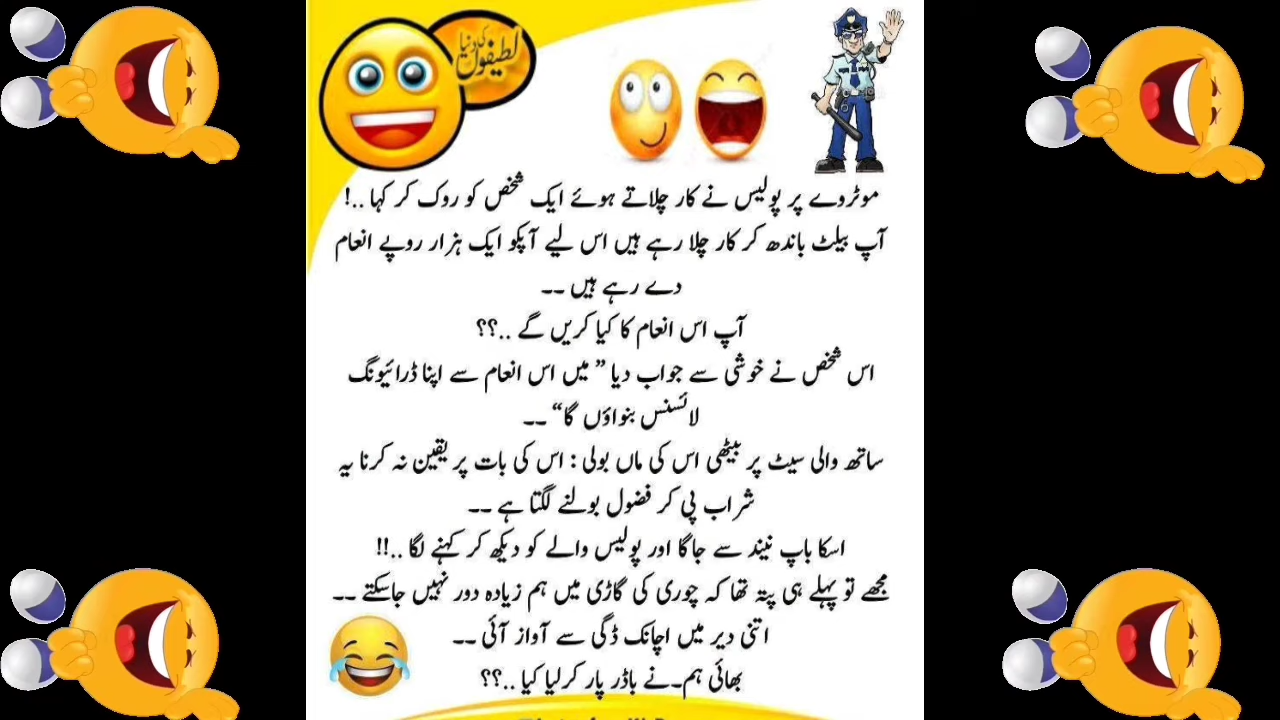 لطیفوں کی دنیا
موٹروے پر پولیس نے کار چلاتے ہوئے ایک شخص کو روک کر کہا ..!
آپ بیلٹ باندھ کر کار چلا رہے ہیں اس لیے آپکو ایک ہزار روپے انعام
دے رہے ہیں ۔۔
آپ اس انعام کا کیا کریں گے ..؟؟
اس شخص نے خوشی سے جواب دیا ” میں اس انعام سے اپنا ڈرائیونگ
لائسنس بنواؤں گا“ ۔۔
ساتھ والی سیٹ پر بیٹھی اس کی ماں بولی : اس کی بات پر یقین نہ کرنا یہ
شراب پی کر فضول بولنے لگتا ہے ۔۔
اسکا باپ نیند سے جاگا اور پولیس والے کو دیکھ کر کہنے لگا ..!!
مجھے تو پہلے ہی پتہ تھا کہ چوری کی گاڑی میں ہم زیادہ دور نہیں جاسکتے ۔۔
اتنی دیر میں اچانک ڈگی سے آواز آئی ۔۔
بھائی ہم۔نے باڈر پار کرلیا کیا ..؟؟